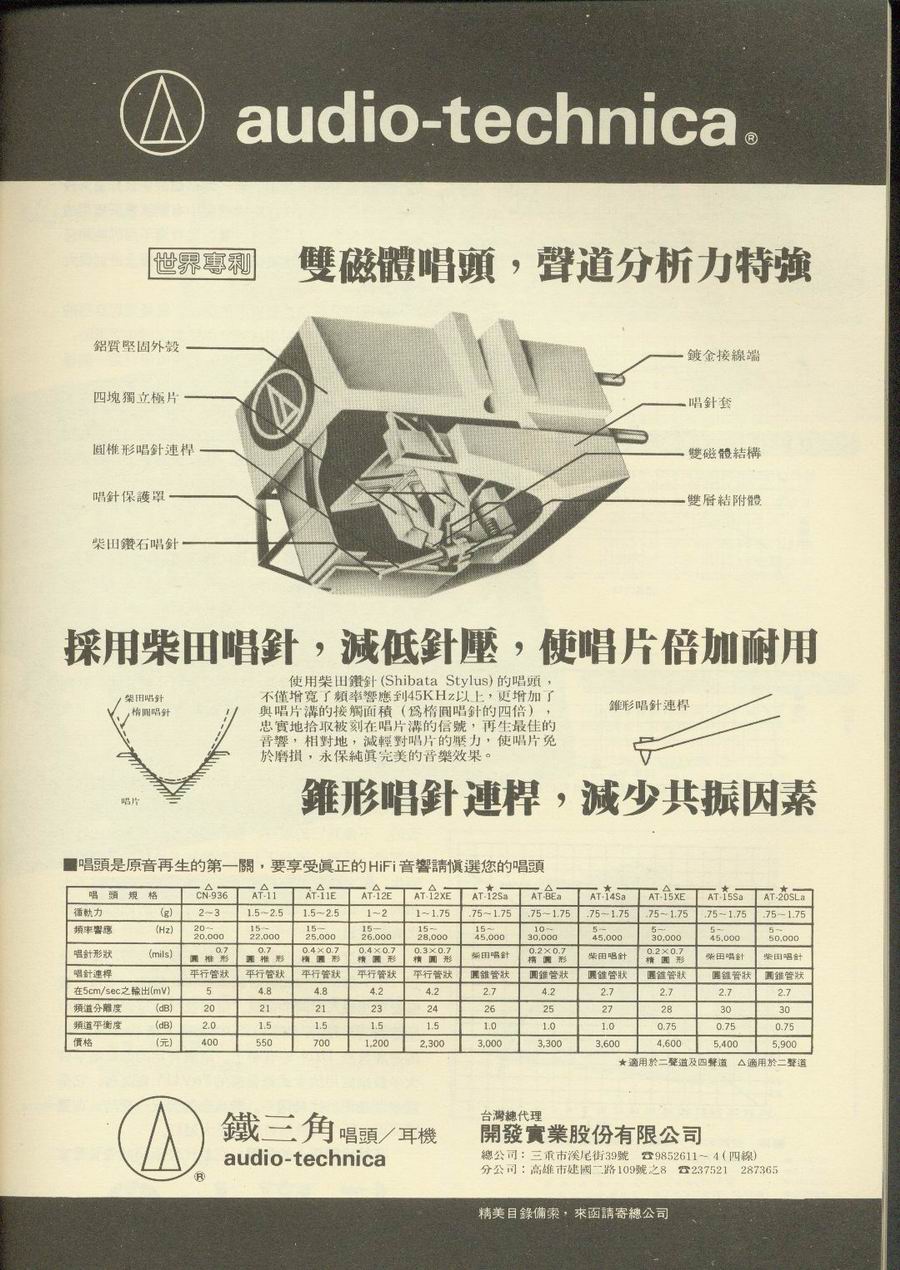 audio-technica®
世界專利
雙磁體唱頭，聲道分析力特強
鋁質堅固外殼
四塊獨立極片
圓椎形唱針連桿
唱針保護罩
柴田鑽石唱針
鍍金接線端
唱針套
雙磁體結構
雙層結附體
採用柴田唱針，減低針壓，使唱片倍加耐用
柴田唱針
楕圓唱針
唱片
使用柴田鑽針(Shibata Stylus)的唱頭，
不僅增寬了頻率響應到45KHz以上，更增加了
與唱片溝的接觸面積（爲楕圓唱針的四倍），
忠實地拾取被刻在唱片溝的信號，再生最佳的
音響，相對地，減輕對唱片的壓力，使唱片免
於磨損，永保純眞完美的音樂效果。
錐形唱針連桿
錐形唱針連桿，減少共振因素
■唱頭是原音再生的第一關，要享受眞正的HiFi音響請愼選您的唱頭
△ △ △ △ △ ★ △ ★ △ ★ ★
唱頭規格 CN-936 AT-11 AT-11E AT-12E AT-12XE AT-12Sa AT-BEa AT-14Sa AT-15XE AT-15Sa AT-20SLa
循軌力 (g) 2~3 1.5~2.5 1.5~2.5 1~2 1~1.75 .75~1.75 .75~1.75 .75~1.75 .75~1.75 .75~1.75 .75~1.75
頻率響應 (Hz) 20~20,000 15~22,000 15~25,000 15~26,000 15~28,000 15~45,000 10~30,000 5~45,000 5~30,000 5~45,000 5~50,000
唱針形狀 (mils) 0.7圓椎形 0.7圓椎形 0.4×0.7楕圓形 0.4×0.7楕圓形 0.3×0.7楕圓形 柴田唱針 0.2×0.7楕圓形 柴田唱針 0.2×0.7楕圓形 柴田唱針 柴田唱針
唱針連桿 平行管狀 平行管狀 平行管狀 平行管狀 平行管狀 圓錐管狀 圓錐管狀 圓錐管狀 圓錐管狀 圓錐管狀 圓錐管狀
在5cm/sec之輸出(mV) 5 4.8 4.8 4.2 4.2 2.7 4.2 2.7 2.7 2.7 2.7
頻道分離度 (dB) 20 21 21 23 24 26 25 27 28 30 30
頻道平衡度 (dB) 2.0 1.5 1.5 1.5 1.5 1.0 1.0 1.0 0.75 0.75 0.75
價格 (元) 400 550 700 1,200 2,300 3,000 3,300 3,600 4,600 5,400 5,900
★適用於二聲道及四聲道 △適用於二聲道
鐵三角唱頭／耳機
audio-technica
®
台灣總代理
開發實業股份有限公司
總公司：三重市溪尾街39號 ☎9852611~4(四線)
分公司：高雄市建國二路109號之8 ☎237521 287365
精美目錄備索，來函請寄總公司